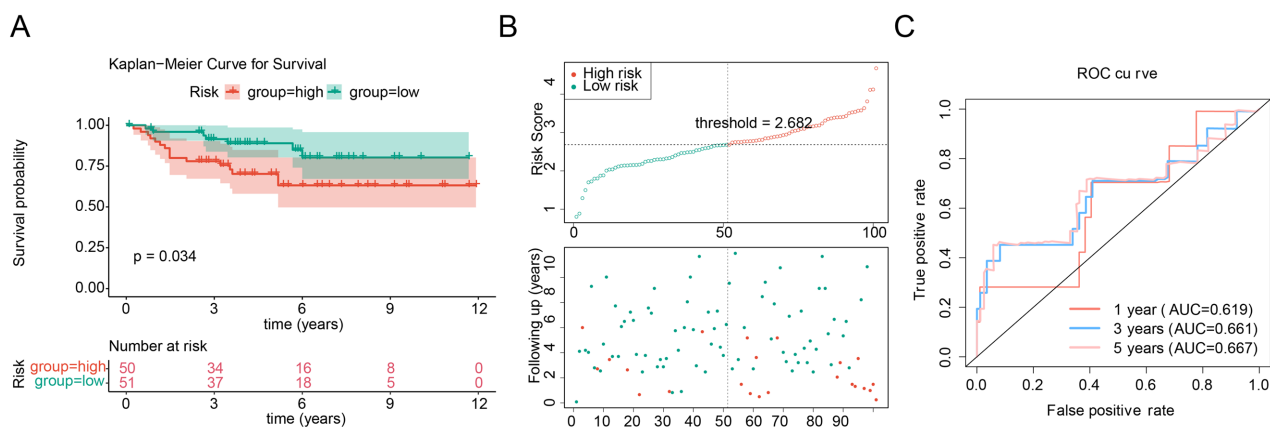 A
Kaplan−Meier Curve for Survival
Risk group=high group=low
Survival probability
1.00
0.75
0.50
0.25
0.00
p = 0.034
0 3 6 9 12
time (years)
Number at risk
Risk
group=high 50 34 16 8 0
group=low 51 37 18 5 0
0 3 6 9 12
time (years)
B
High risk
Low risk
threshold = 2.682
Risk Score
4
3
2
1
0 50 100
Following up (years)
10
8
6
4
2
0
0 10 20 30 40 50 60 70 80 90
C
ROC cu rve
True positive rate
1.0
0.8
0.6
0.4
0.2
0.0
1 year ( AUC=0.619)
3 years (AUC=0.661)
5 years (AUC=0.667)
0.0 0.2 0.4 0.6 0.8 1.0
False positive rate